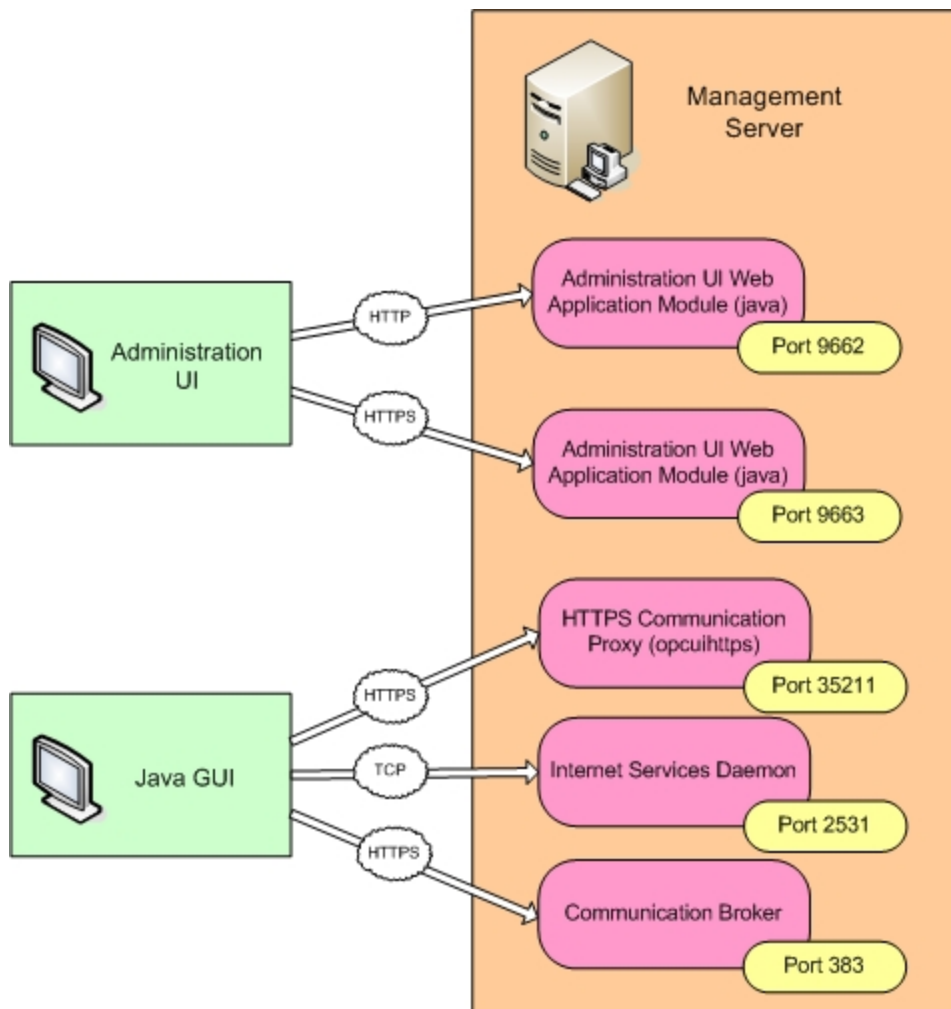 Management
Server
Administration UI Web
Application Module (java)
Port 9662
HTTP
Administration
UI
HTTPS
Administration UI Web
Application Module (java)
Port 9663
HTTPS Communication
Proxy (opcuihttps)
Port 35211
HTTPS
Java GUI
TCP
Internet Services Daemon
Port 2531
HTTPS
Communication Broker
Port 383